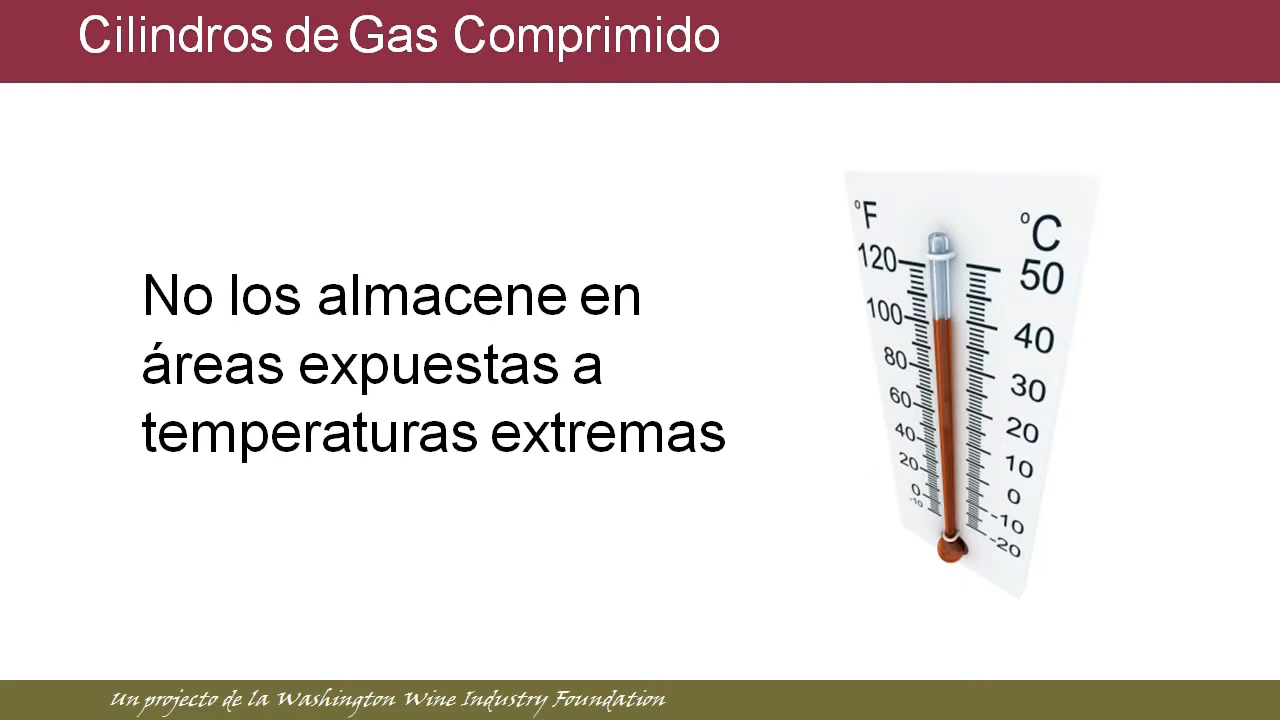 Cilindros de Gas Comprimido
No los almacene en
áreas expuestas a
temperaturas extremas
°F
°C
120
50
100
40
80
30
60
20
40
10
20
0
0
-10
-10
-20
Un projecto de la Washington Wine Industry Foundation